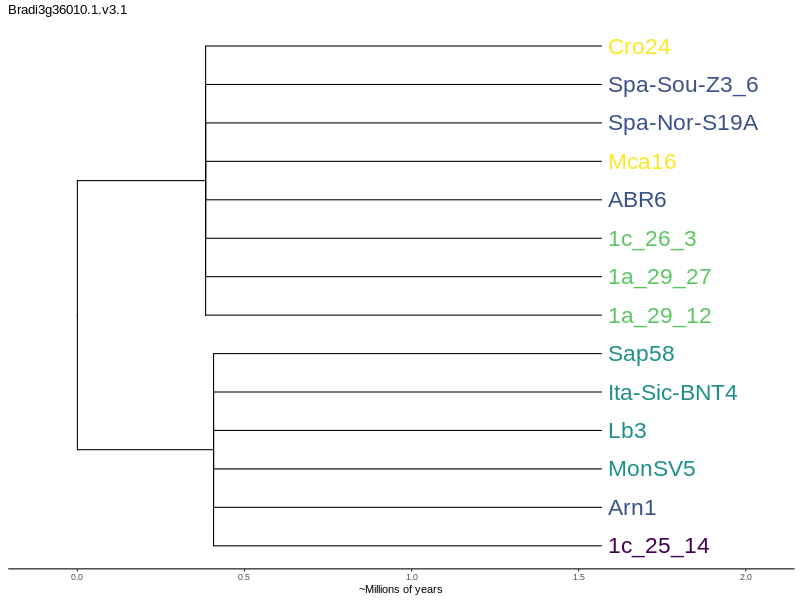 Bradi3g36010.1.v3.1
Cro24
Spa-Sou-Z3_6
Spa-Nor-S19A
Mca16
ABR6
1c_26_3
1a_29_27
1a_29_12
Sap58
Ita-Sic-BNT4
Lb3
MonSV5
Arn1
1c_25_14
0.0 0.5 1.0 1.5 2.0
~Millions of years